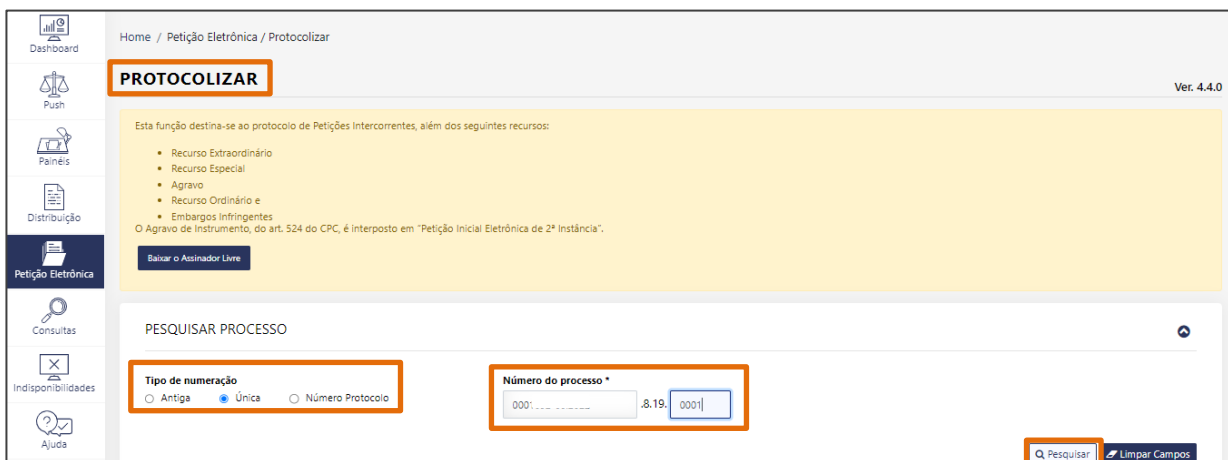 Dashboard
Push
Painéis
Distribuição
Petição Eletrônica
Consultas
Indisponibilidades
Ajuda
Home / Petição Eletrônica / Protocolizar
PROTOCOLIZAR
Ver. 4.4.0
Esta função destina-se ao protocolo de Petições Intercorrentes, além dos seguintes recursos:
• Recurso Extraordinário
• Recurso Especial
• Agravo
• Recurso Ordinário e
• Embargos Infringentes
O Agravo de Instrumento, do art. 524 do CPC, é interposto em "Petição Inicial Eletrônica de 2ª Instância".
Baixar o Assinador Livre
PESQUISAR PROCESSO
Tipo de numeração
Antiga Única Número Protocolo
Número do processo *
.8.19. 0001
Pesquisar Limpar Campos